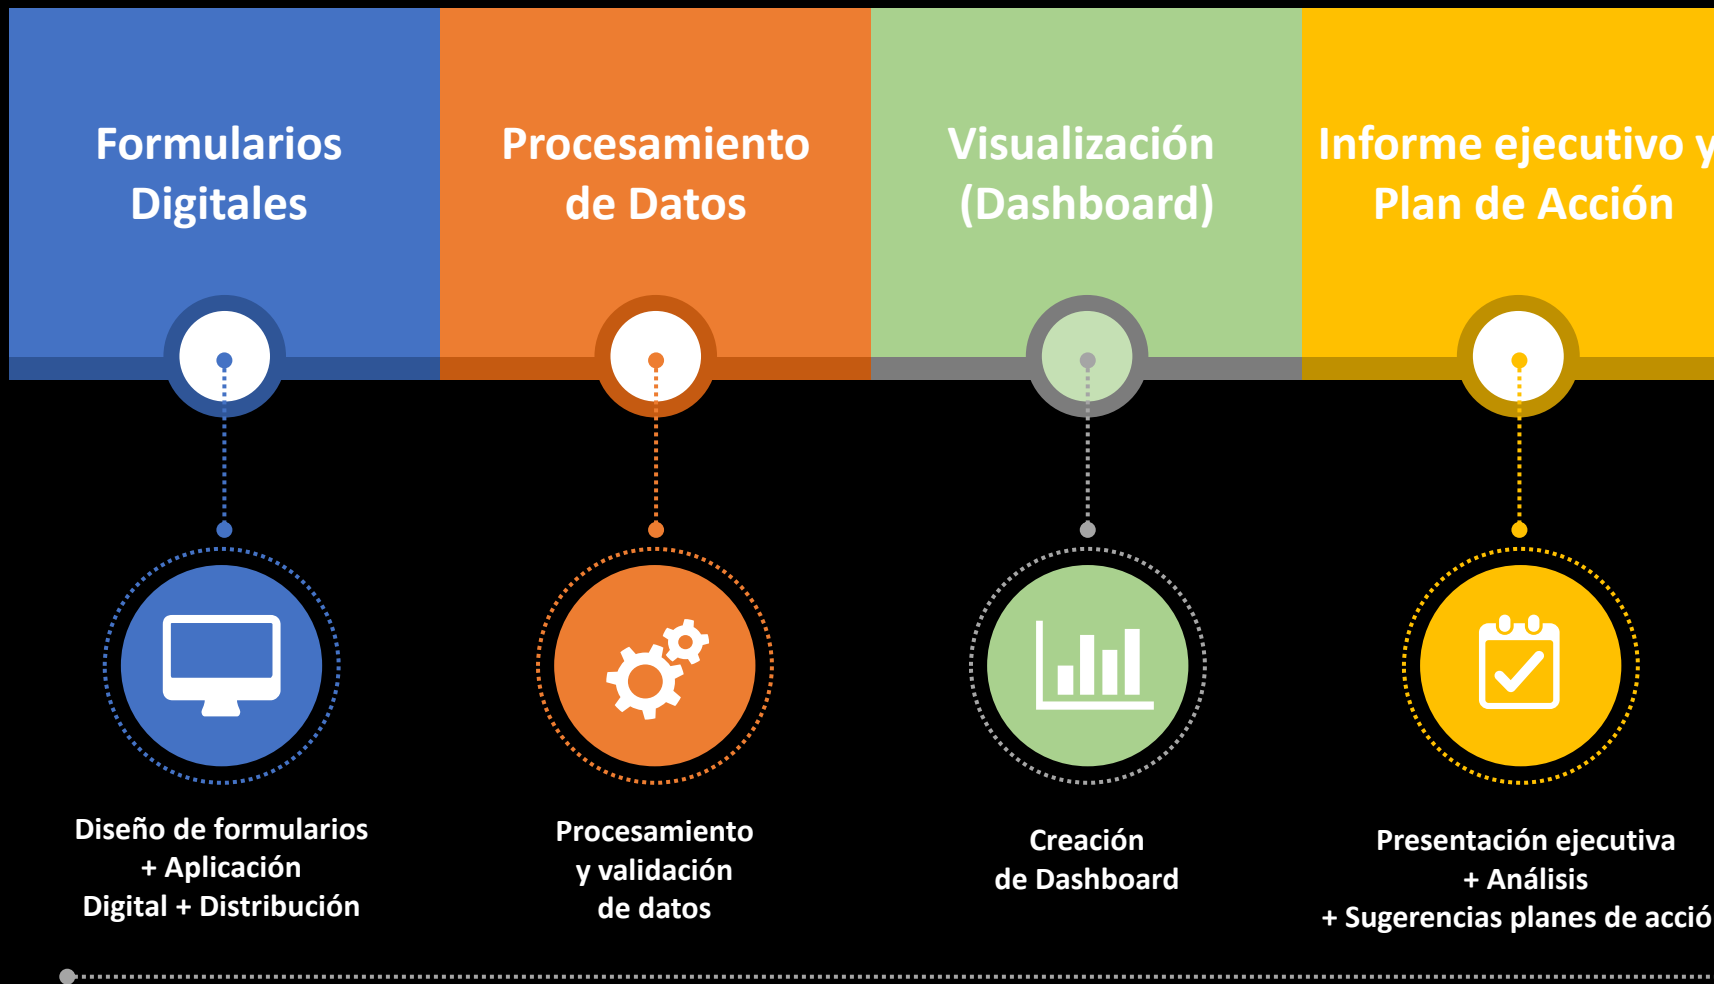 Formularios
Digitales
Procesamiento
de Datos
Visualización
(Dashboard)
Informe ejecutivo y
Plan de Acción
Diseño de formularios
+ Aplicación
Digital + Distribución
Procesamiento
y validación
de datos
Creación
de Dashboard
Presentación ejecutiva
+ Análisis
+ Sugerencias planes de acció